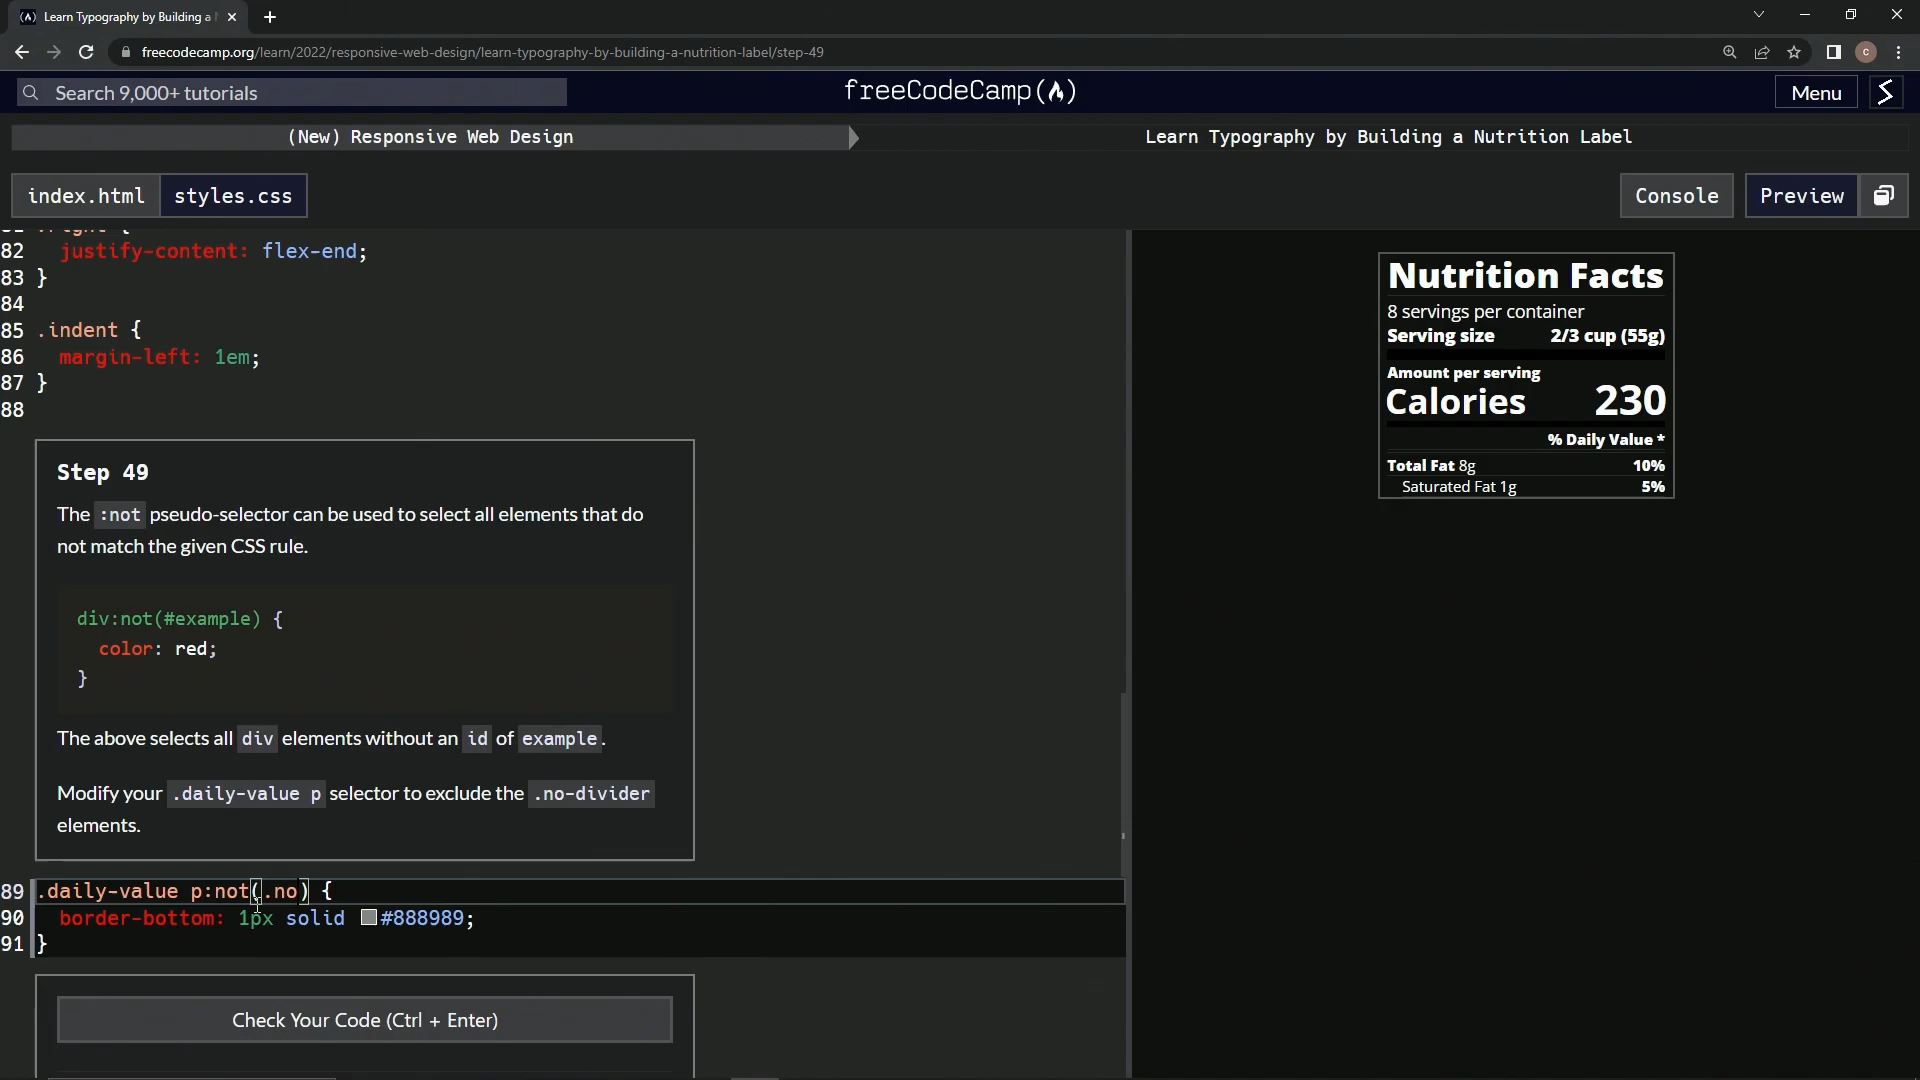 Learn Typography by Building a
freecodecamp.org/learn/2022/responsive-web-design/learn-typography-by-building-a-nutrition-label/step-49
c
Search 9,000+ tutorials
freeCodeCamp
Menu
(New) Responsive Web Design
Learn Typography by Building a Nutrition Label
index.html
styles.css
Console
Preview
82 justify-content: flex-end;
83 }
84
85 .indent {
86 margin-left: 1em;
87 }
88
Step 49
The :not pseudo-selector can be used to select all elements that do
not match the given CSS rule.
div:not(#example) {
color: red;
}
The above selects all div elements without an id of example.
Modify your .daily-value p selector to exclude the .no-divider
elements.
89 .daily-value p:not(.no) {
90 border-bottom: 1px solid #888989;
91 }
Check Your Code (Ctrl + Enter)
Nutrition Facts
8 servings per container
Serving size 2/3 cup (55g)
Amount per serving
Calories 230
% Daily Value *
Total Fat 8g 10%
Saturated Fat 1g 5%